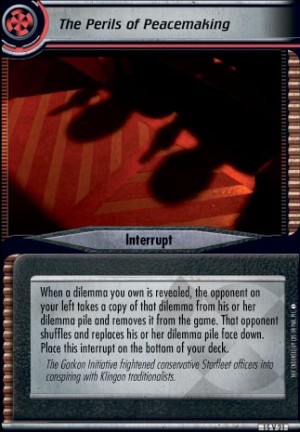 The Perils of Peacemaking
Interrupt
When a dilemma you own is revealed, the opponent on
your left takes a copy of that dilemma from his or her
dilemma pile and removes it from the game. That opponent
shuffles and replaces his or her dilemma pile face down.
Place this interrupt on the bottom of your deck.
The Gorkon Initiative frightened conservative Starfleet officers into
conspiring with Klingon traditionalists.